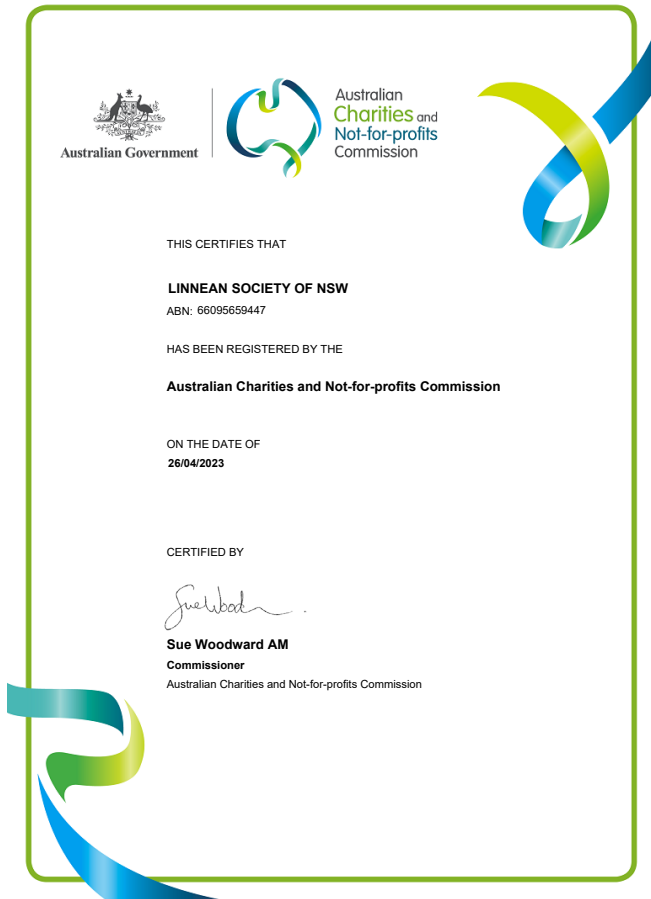 Australian Government
Australian
Charities and
Not-for-profits
Commission
THIS CERTIFIES THAT
LINNEAN SOCIETY OF NSW
ABN: 66095659447
HAS BEEN REGISTERED BY THE
Australian Charities and Not-for-profits Commission
ON THE DATE OF
26/04/2023
CERTIFIED BY
Sue Wood
Sue Woodward AM
Commissioner
Australian Charities and Not-for-profits Commission